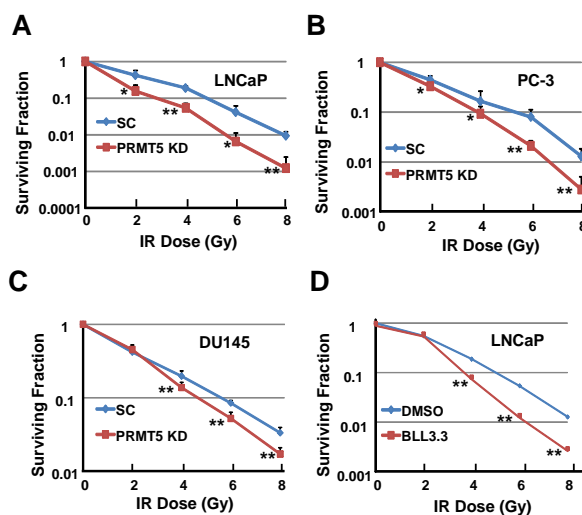 A
LNCaP
Surviving Fraction
1
0.1
0.01
0.001
0.0001
*
**
*
**
SC
PRMT5 KD
0 2 4 6 8
IR Dose (Gy)
B
PC-3
Surviving Fraction
1
0.1
0.01
0.001
*
*
**
**
SC
PRMT5 KD
0 2 4 6 8
IR Dose (Gy)
C
DU145
Surviving Fraction
1
0.1
0.01
**
**
**
SC
PRMT5 KD
0 2 4 6 8
IR Dose (Gy)
D
LNCaP
Surviving Fraction
1
0.1
0.01
0.001
**
**
**
DMSO
BLL3.3
0 2 4 6 8
IR Dose (Gy)